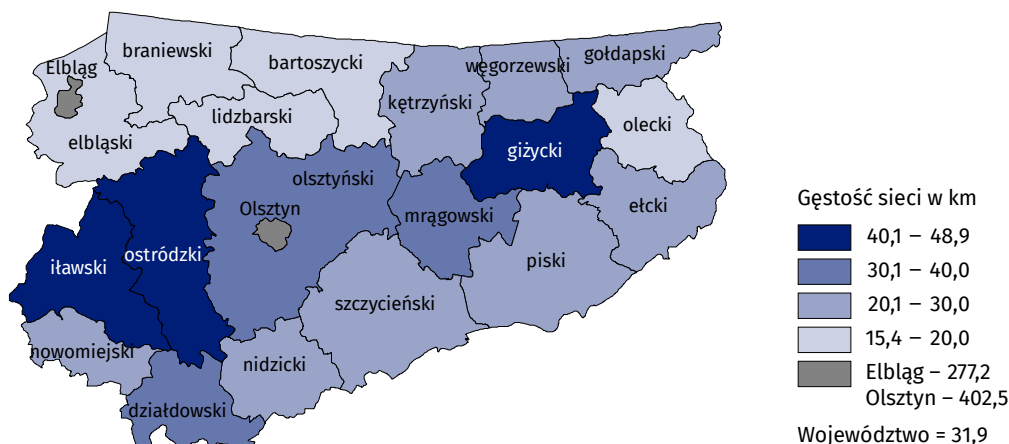 braniewski
gołdapski
Elbląg
bartoszycki
węgorzewski
kętrzyński
lidzbarski
olecki
elbląski
giżycki
olsztyński
Olsztyn
mrągowski
ełcki
ostródzki
iławski
piski
szczycieński
nowomiejski
nidzicki
działdowski
Gęstość sieci w km
40,1 – 48,9
30,1 – 40,0
20,1 – 30,0
15,4 – 20,0
Elbląg – 277,2
Olsztyn – 402,5
Województwo = 31,9